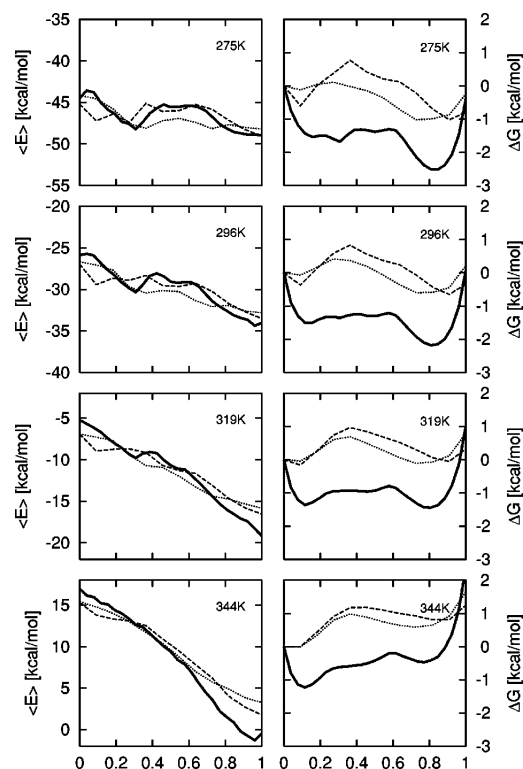 -35
-40
-45
-50
-55
<E> [kcal/mol]
275K
275K
2
1
0
-1
-2
-3
ΔG [kcal/mol]
-20
-25
-30
-35
-40
<E> [kcal/mol]
296K
296K
2
1
0
-1
-2
-3
ΔG [kcal/mol]
-5
-10
-15
-20
<E> [kcal/mol]
319K
319K
2
1
0
-1
-2
-3
ΔG [kcal/mol]
15
10
5
0
<E> [kcal/mol]
344K
344K
2
1
0
-1
-2
-3
ΔG [kcal/mol]
0 0.2 0.4 0.6 0.8 1
0 0.2 0.4 0.6 0.8 1